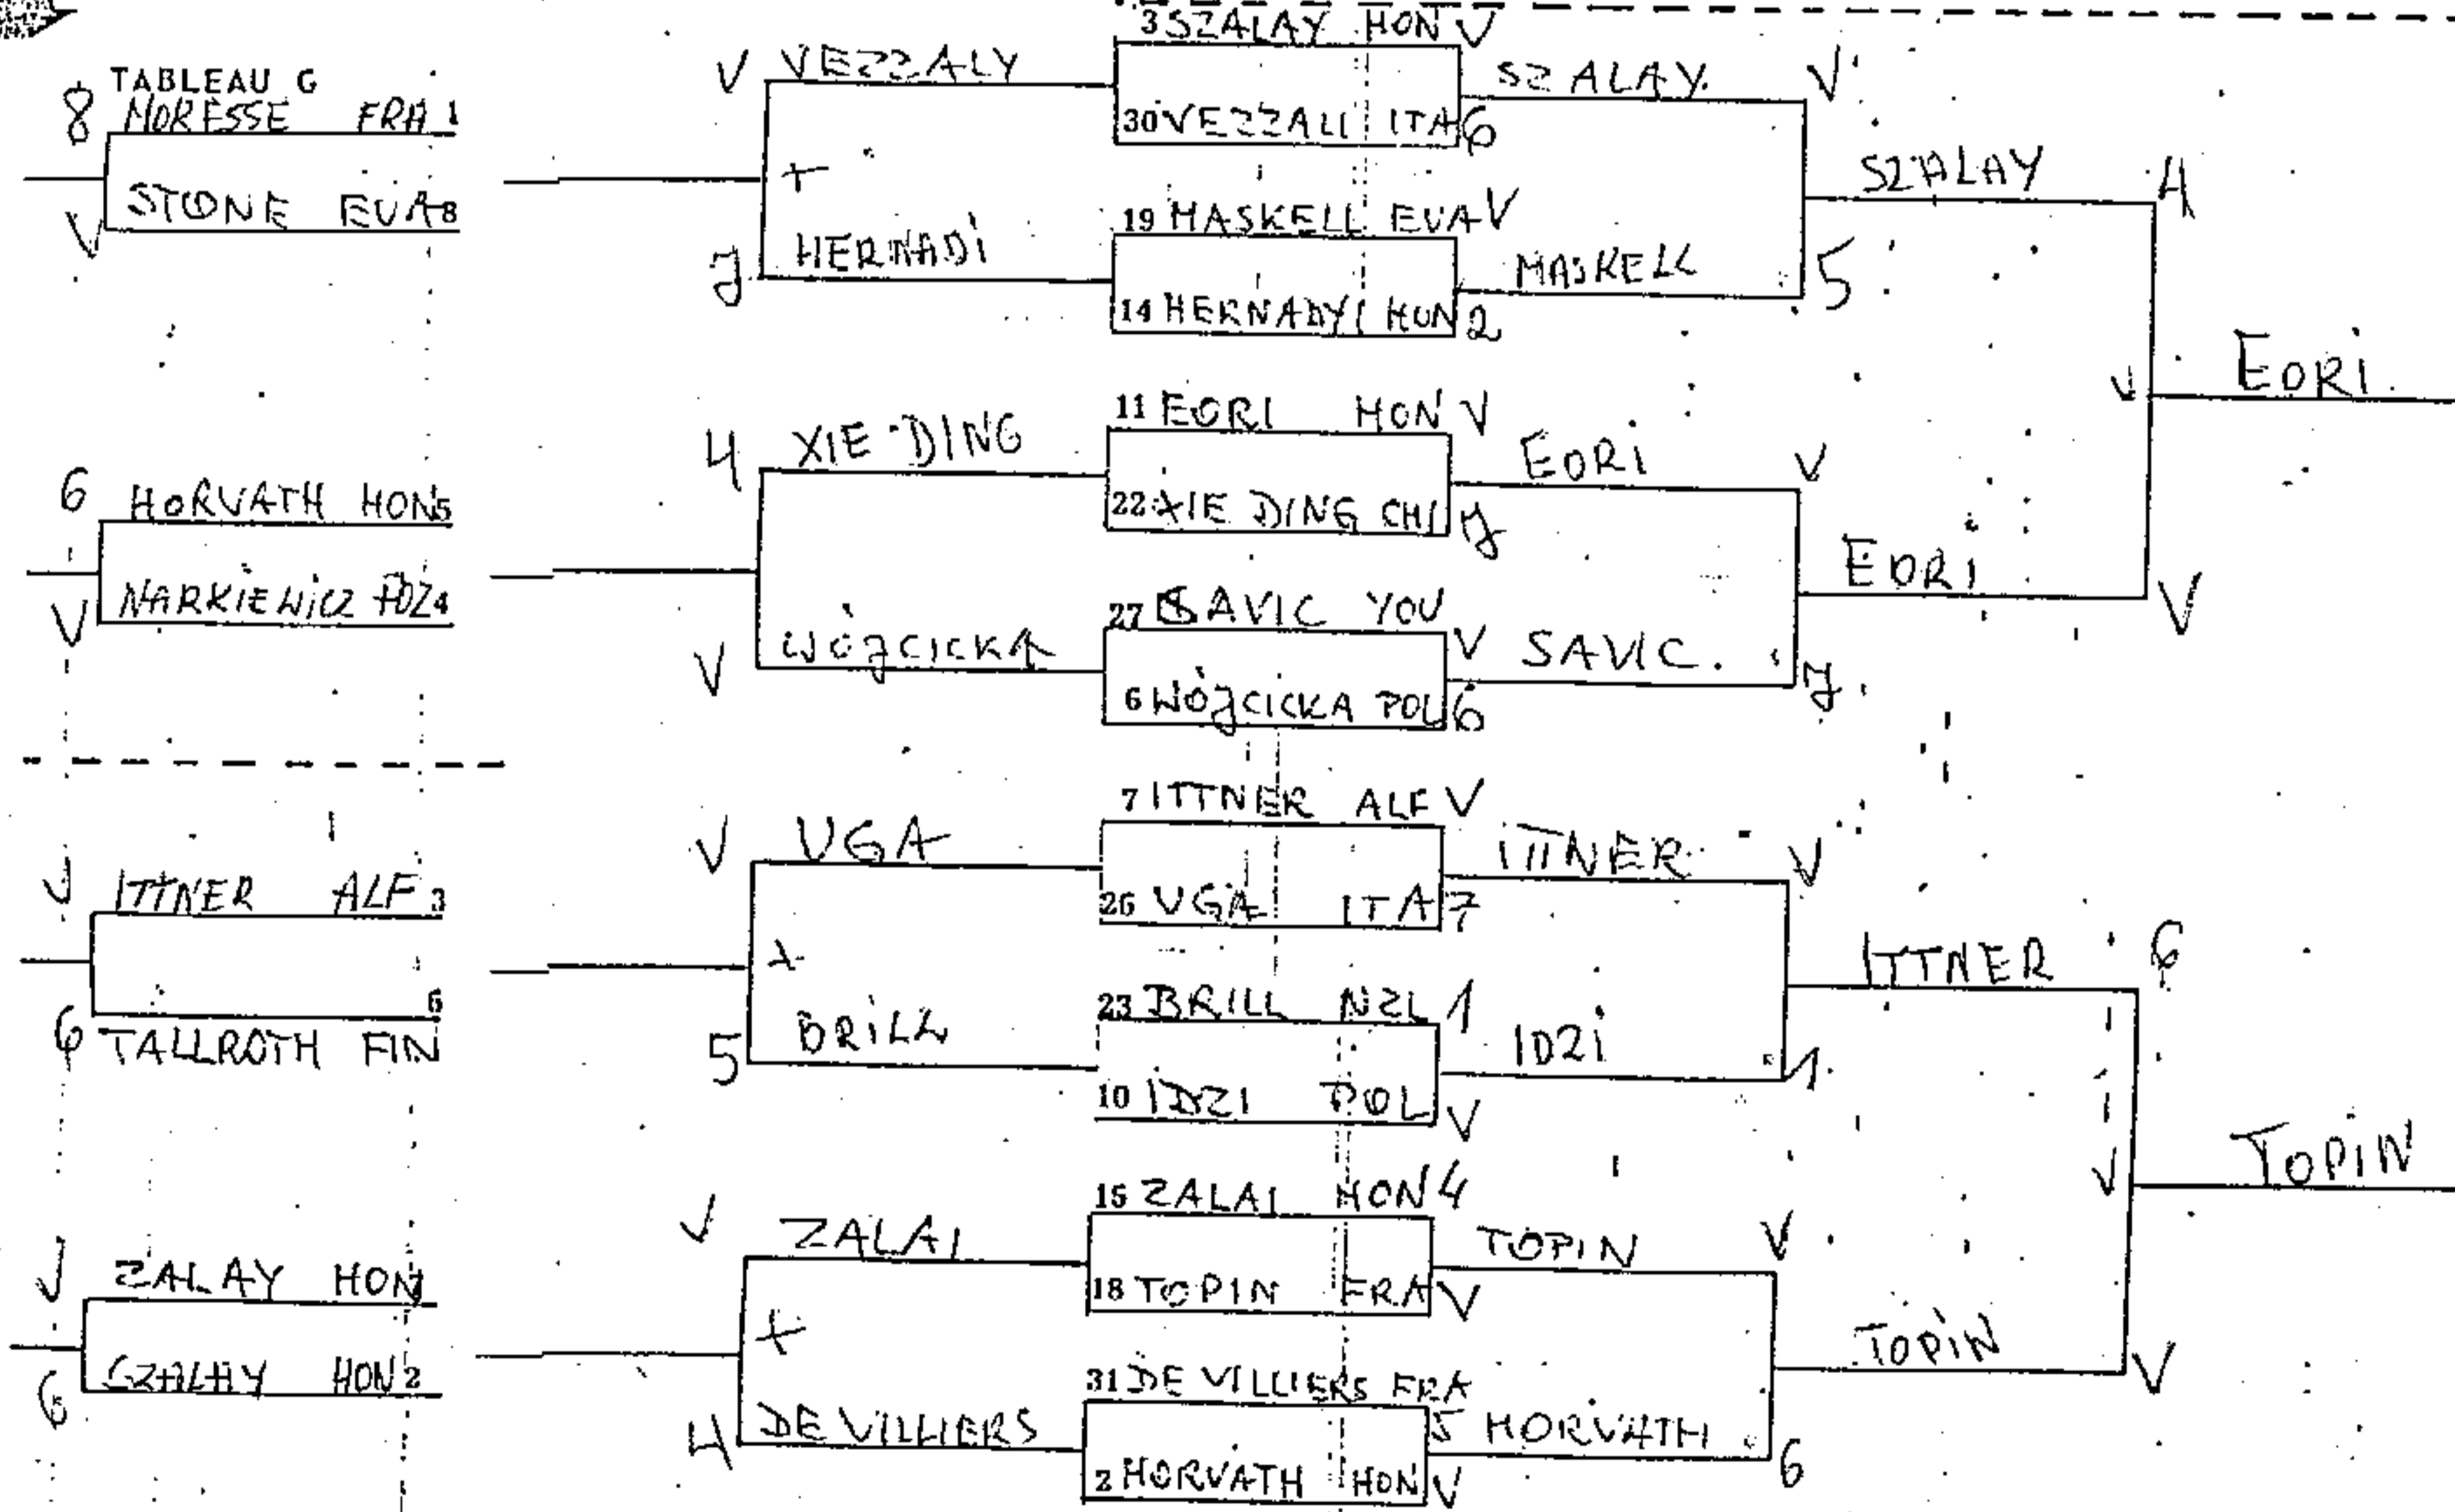 TABLEAU G
8 MORESSE FRA 1
V STONE EUA 8
6 HORVATH HON 5
V NARKIEWICZ POZ 4
V ITTNER ALF 3
6
6 TALLROTH FIN
V ZALAY HON 7
6 CZALAY HON 2
V VEZZALY
+
7 HERNADI
4 XIE DING
V WÓJCICKA
V UGA
+
5 BRILL
V ZALAI
+
4 DE VILLIERS
3 SZALAY HON V
30 VEZZALI ITA 6
19 MASKELL EUA V
14 HERNADYI HON 2
11 EORI HON V
22 XIE DING CHI 7
27 SAVIC YOU V
6 WÓJCICKA POL 6
7 ITTNER ALF V
26 UGA ITA 7
23 BRILL NZL 1
10 IDZI POL V
15 ZALAI HON 4
18 TOPIN FRA V
31 DE VILLIERS FRA 5
2 HORVATH HON V
SZALAY V
MASKELL 5
EORI V
SAVIC. 7
ITTNER V
IDZI 1
TOPIN V
HORVATH 6
SZALAY 4
EORI V
ITTNER 6
TOPIN V
V EORI
V TOPIN